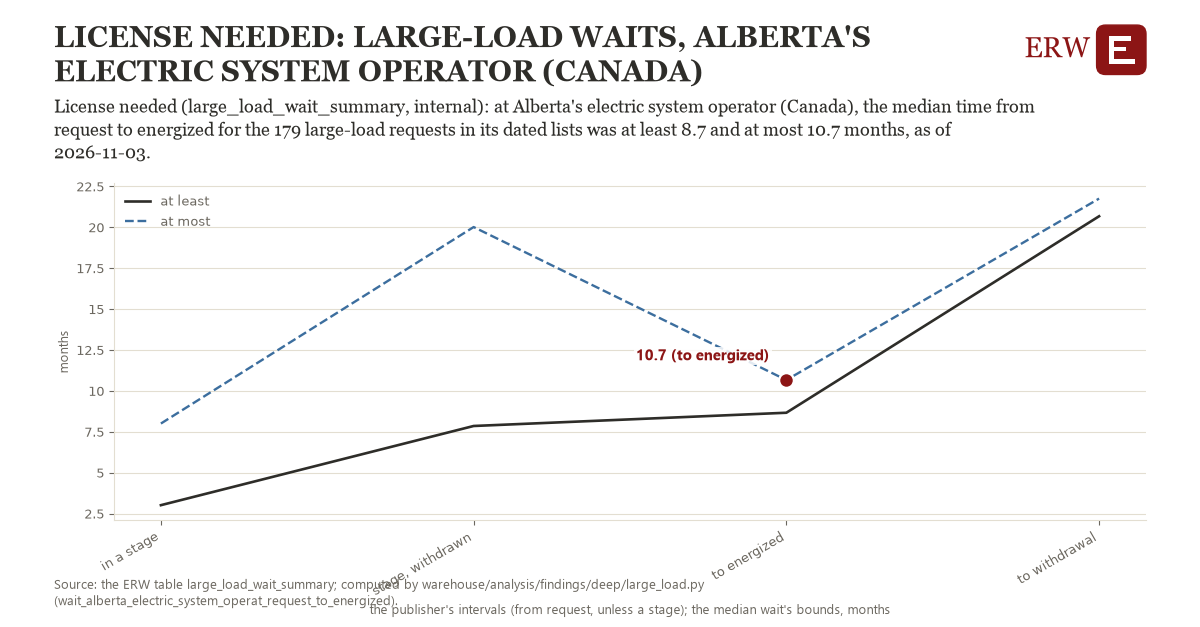 LICENSE NEEDED: LARGE-LOAD WAITS, ALBERTA'S
ELECTRIC SYSTEM OPERATOR (CANADA)
ERW
E
License needed (large_load_wait_summary, internal): at Alberta's electric system operator (Canada), the median time from
request to energized for the 179 large-load requests in its dated lists was at least 8.7 and at most 10.7 months, as of
2026-11-03.
22.5
20
17.5
15
12.5
10
7.5
5
2.5
months
at least
at most
10.7 (to energized)
in a stage
stage, withdrawn
to energized
to withdrawal
Source: the ERW table large_load_wait_summary; computed by warehouse/analysis/findings/deep/large_load.py
(wait_alberta_electric_system_operat_request_to_energized).
the publisher's intervals (from request, unless a stage); the median wait's bounds, months